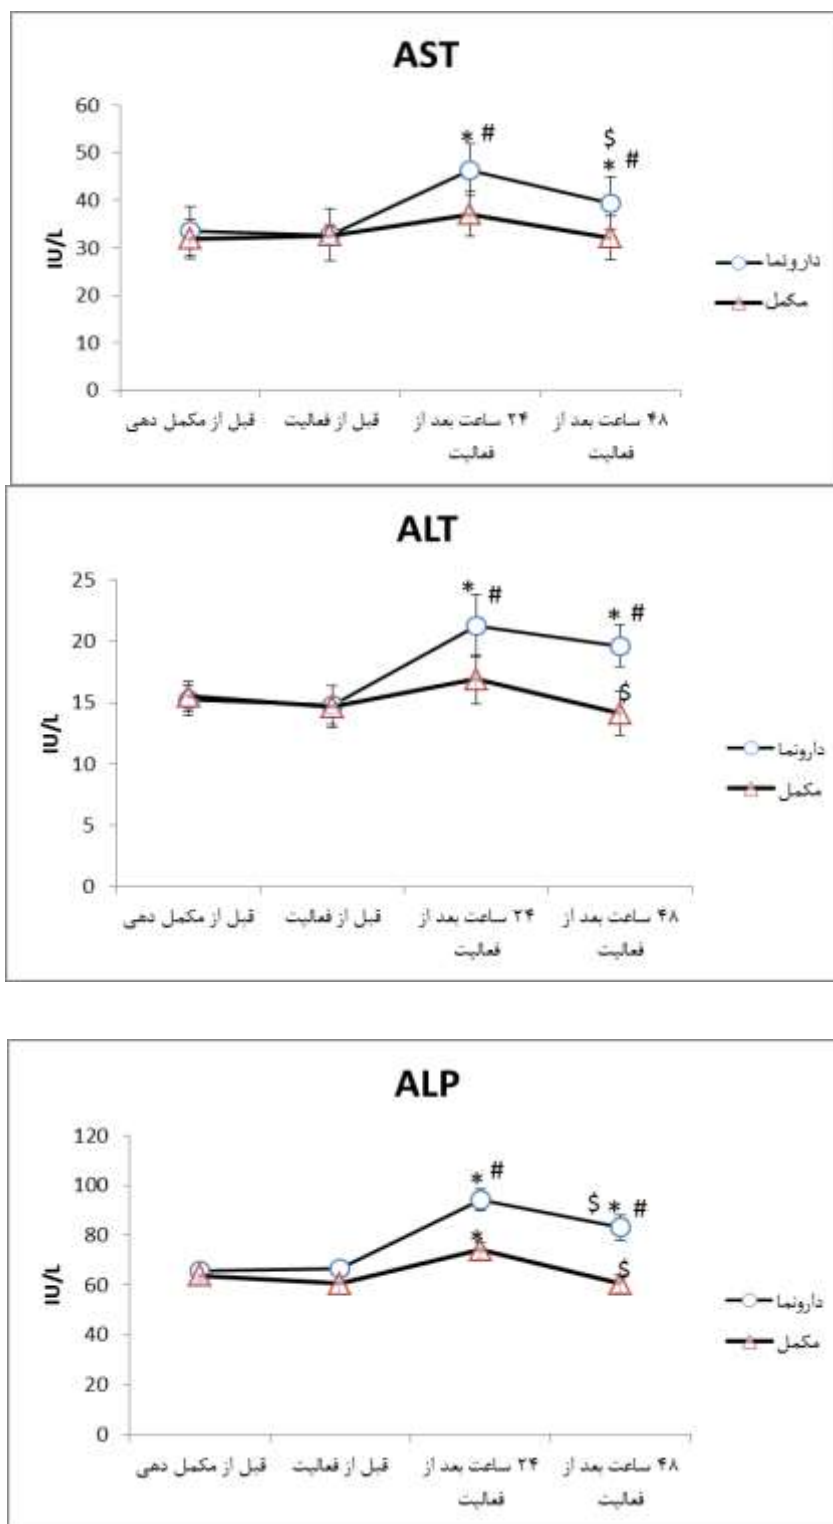 AST
60
* #
$
* #
50
40
30
20
10
0
IU/L
دارونما
مکمل
قبل از مکمل دهی
قبل از فعالیت
۲۴ ساعت بعد از
فعالیت
۴۸ ساعت بعد از
فعالیت
ALT
25
* #
* #
20
15
$
10
5
0
IU/L
دارونما
مکمل
قبل از مکمل دهی
قبل از فعالیت
۲۴ ساعت بعد از
فعالیت
۴۸ ساعت بعد از
فعالیت
ALP
120
* #
$ * #
100
80
*
$
60
40
20
0
IU/L
دارونما
مکمل
قبل از مکمل دهی
قبل از فعالیت
۲۴ ساعت بعد از
فعالیت
۴۸ ساعت بعد از
فعالیت